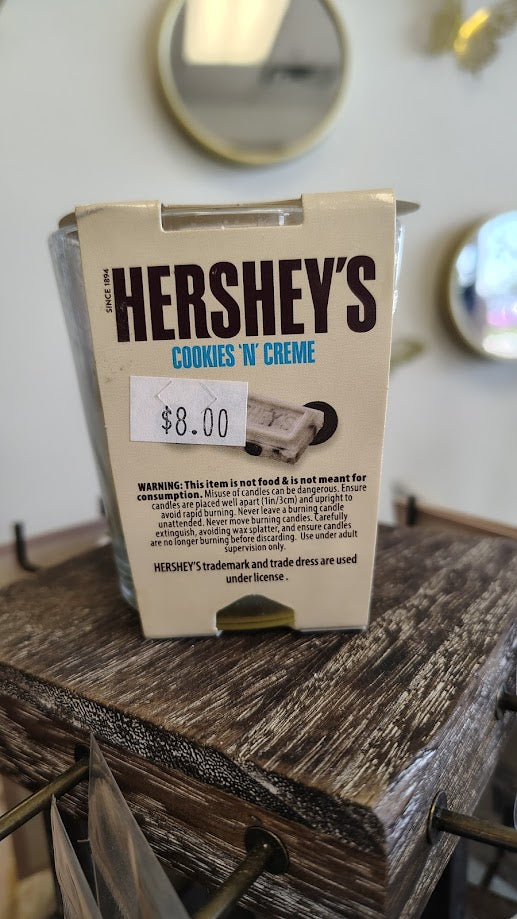 SINCE 1894
HERSHEY'S
COOKIES 'N' CREME
$8.00
WARNING: This item is not food & is not meant for
consumption. Misuse of candles can be dangerous. Ensure
candles are placed well apart (1in/3cm) and upright to
avoid rapid burning. Never leave a burning candle
unattended. Never move burning candles. Carefully
extinguish, avoiding wax splatter, and ensure candles
are no longer burning before discarding. Use under adult
supervision only.
HERSHEY'S trademark and trade dress are used
under license .